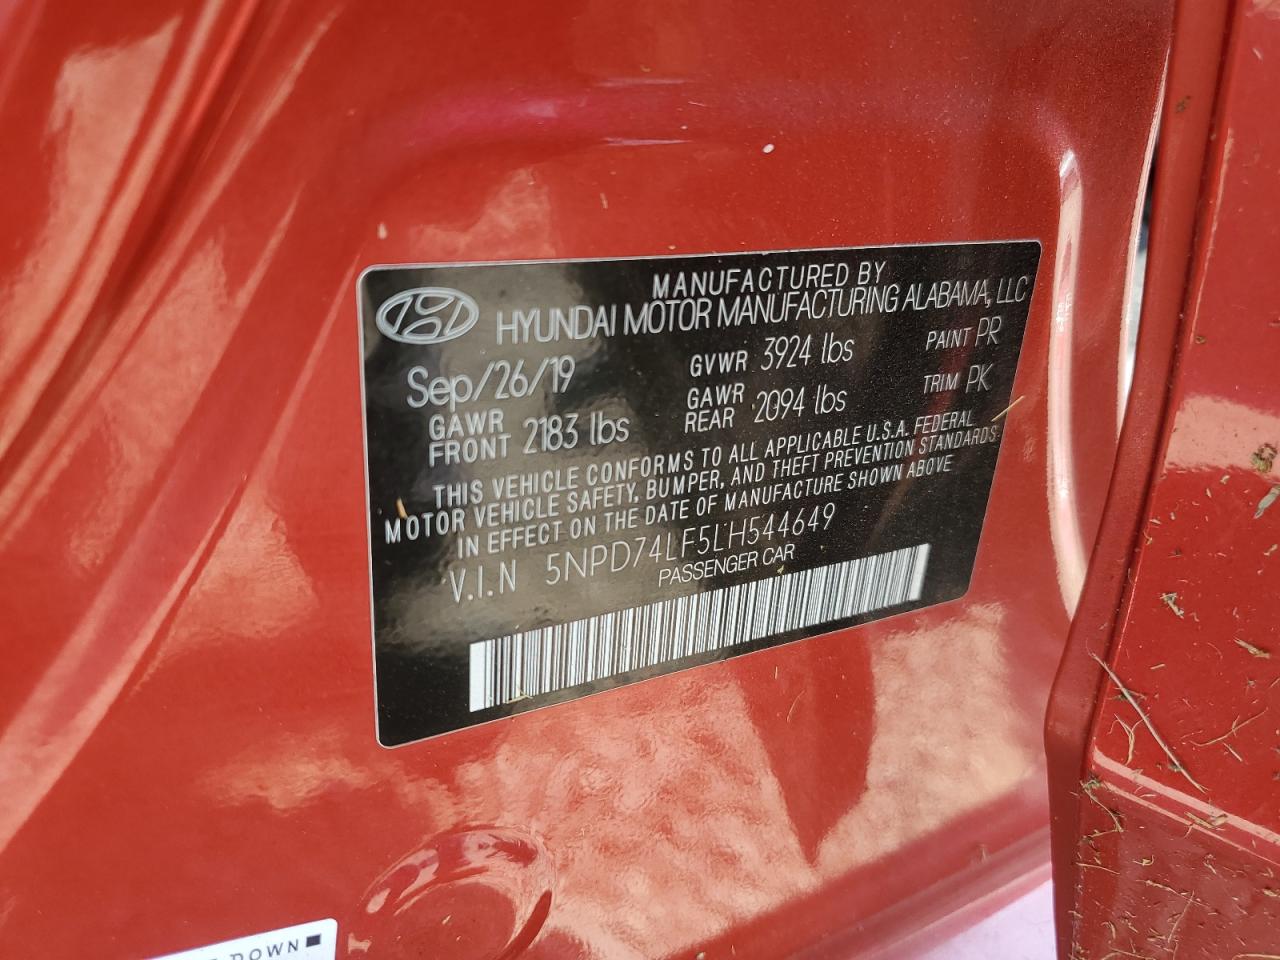 MANUFACTURED BY
HYUNDAI MOTOR MANUFACTURING ALABAMA, LLC
Sep/26/19 GVWR 3924 lbs PAINT PR
GAWR FRONT 2183 lbs GAWR REAR 2094 lbs TRIM PK
THIS VEHICLE CONFORMS TO ALL APPLICABLE U.S.A. FEDERAL
MOTOR VEHICLE SAFETY, BUMPER, AND THEFT PREVENTION STANDARDS
IN EFFECT ON THE DATE OF MANUFACTURE SHOWN ABOVE
V.I.N 5NPD74LF5LH544649
PASSENGER CAR
DOWN